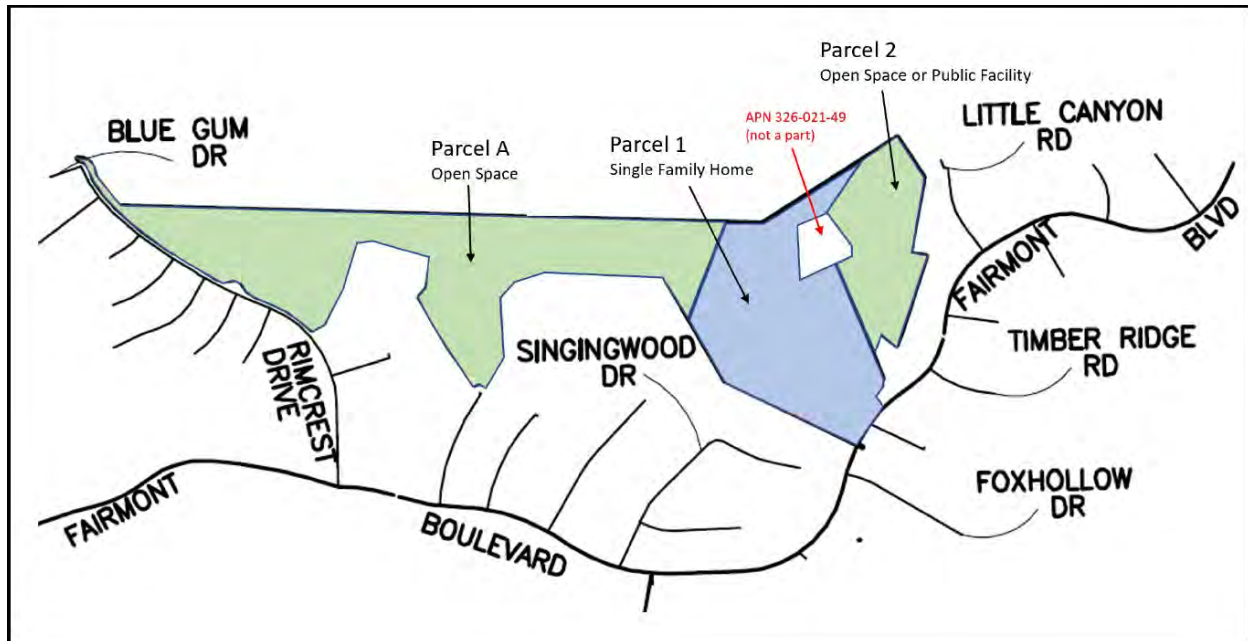 Parcel 2
Open Space or Public Facility
APN 326-021-49
(not a part)
LITTLE CANYON
RD
BLUE GUM
DR
Parcel A
Open Space
Parcel 1
Single Family Home
FAIRMONT
BLVD
SINGINGWOOD
DR
TIMBER RIDGE
RD
RIMCREST
DRIVE
FAIRMONT
BOULEVARD
FOXHOLLOW
DR